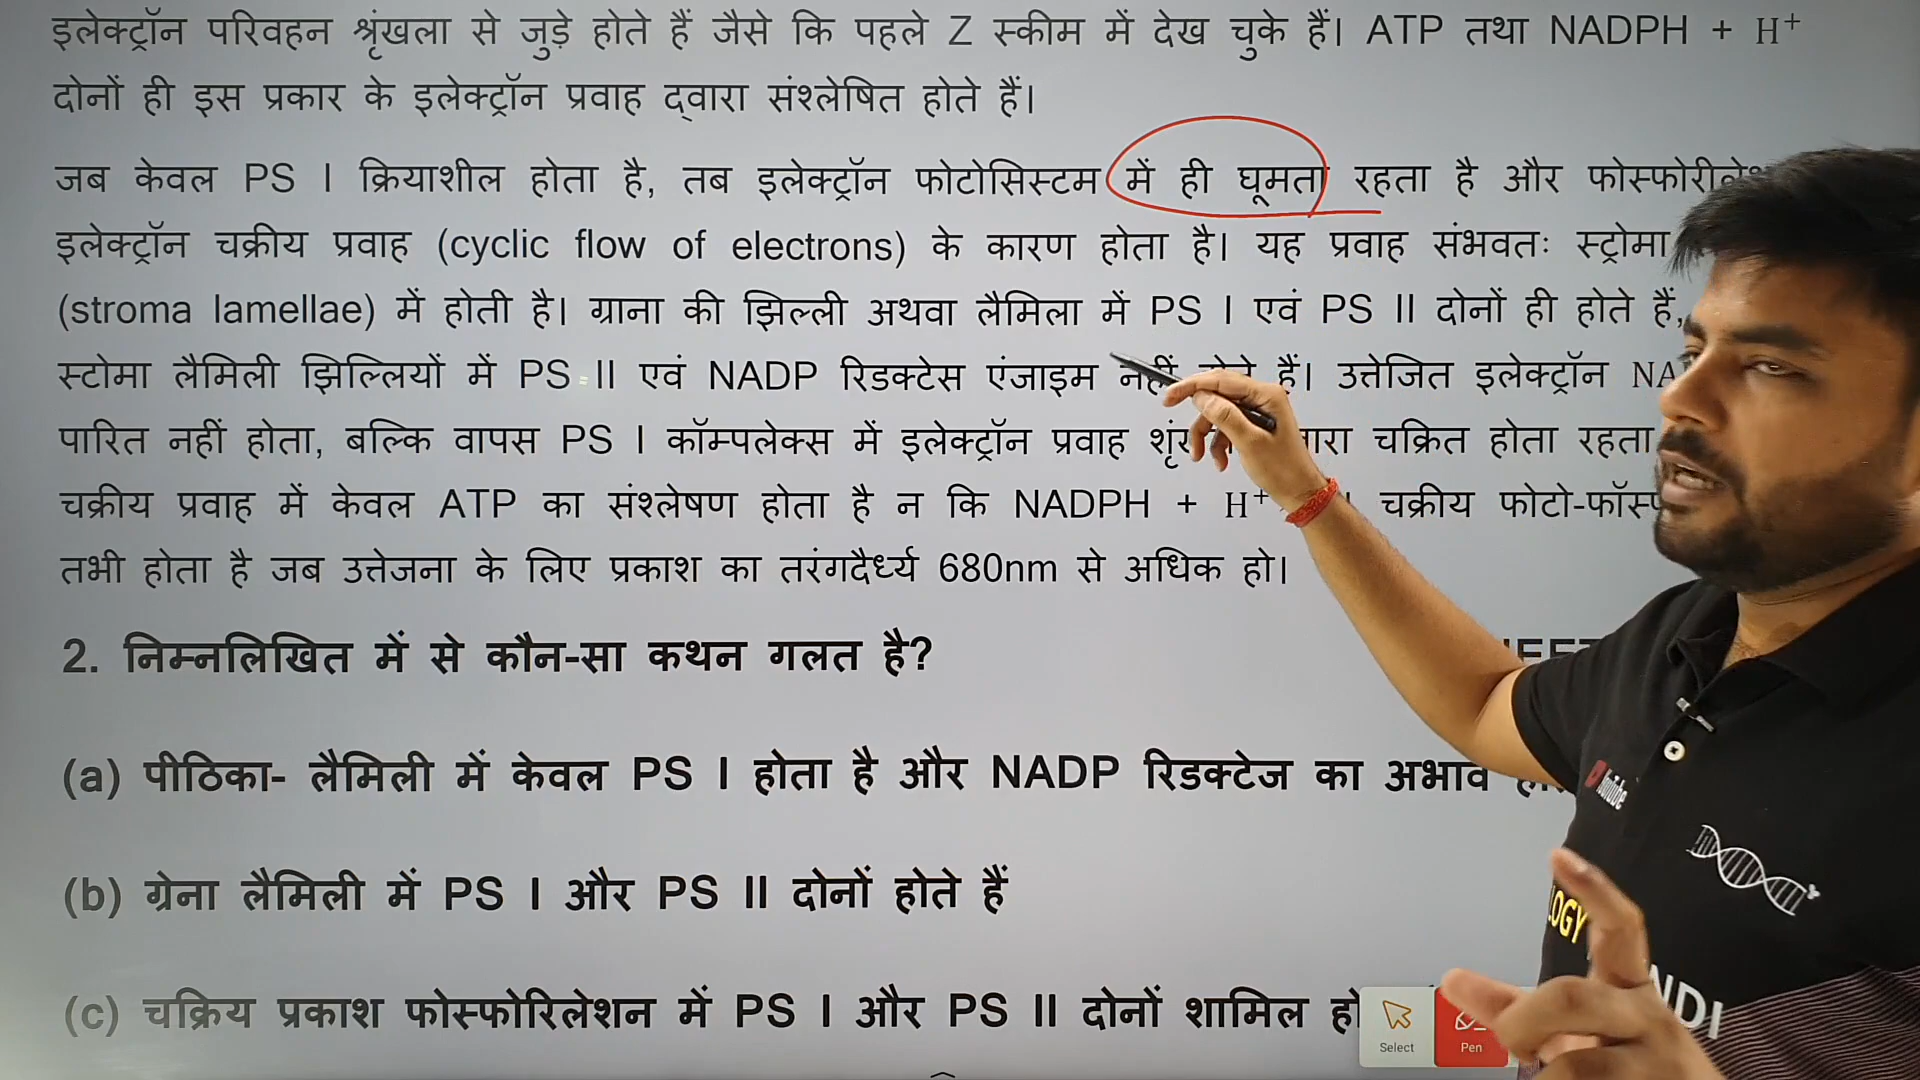 इलेक्ट्रॉन परिवहन श्रृंखला से जुड़े होते हैं जैसे कि पहले Z स्कीम में देख चुके हैं। ATP तथा NADPH + H⁺
दोनों ही इस प्रकार के इलेक्ट्रॉन प्रवाह द्वारा संश्लेषित होते हैं।
जब केवल PS I क्रियाशील होता है, तब इलेक्ट्रॉन फोटोसिस्टम में ही घूमता रहता है और
इलेक्ट्रॉन चक्रीय प्रवाह (cyclic flow of electrons) के कारण होता है। यह प्रवाह संभवतः स्ट्रोमा
(stroma lamellae) में होती है। ग्राना की झिल्ली अथवा लैमिला में PS I एवं PS II दोनों ही होते हैं,
स्टोमा लैमिली झिल्लियों में PS II एवं NADP रिडक्टेस एंजाइम नहीं होते हैं। उत्तेजित इलेक्ट्रॉन
पारित नहीं होता, बल्कि वापस PS I कॉम्पलेक्स में इलेक्ट्रॉन प्रवाह चक्रित होता रहता
चक्रीय प्रवाह में केवल ATP का संश्लेषण होता है न कि NADPH + H⁺ चक्रीय
तभी होता है जब उत्तेजना के लिए प्रकाश का तरंगदैर्ध्य 680nm से अधिक हो।
2. निम्नलिखित में से कौन-सा कथन गलत है?
(a) पीठिका- लैमिली में केवल PS I होता है और NADP रिडक्टेज का अभाव
(b) ग्रेना लैमिली में PS I और PS II दोनों होते हैं
(c) चक्रिय प्रकाश फोस्फोरिलेशन में PS I और PS II दोनों शामिल
Select
Pen
YouTube